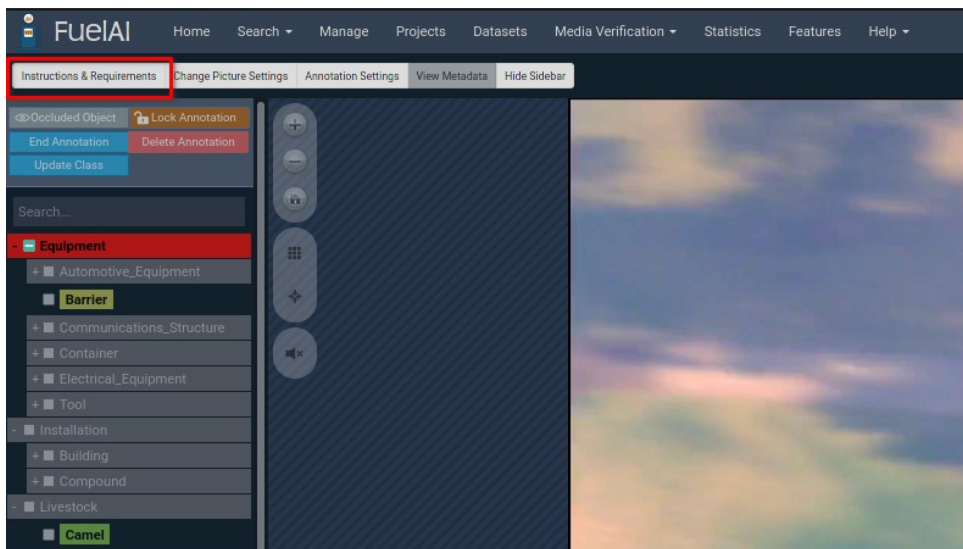 FuelAI Home Search Manage Projects Datasets Media Verification Statistics Features Help
Instructions & Requirements Change Picture Settings Annotation Settings View Metadata Hide Sidebar
Occluded Object Lock Annotation
End Annotation Delete Annotation
Update Class
Search...
- Equipment
+ Automotive_Equipment
Barrier
+ Communications_Structure
+ Container
+ Electrical_Equipment
+ Tool
- Installation
+ Building
+ Compound
- Livestock
Camel